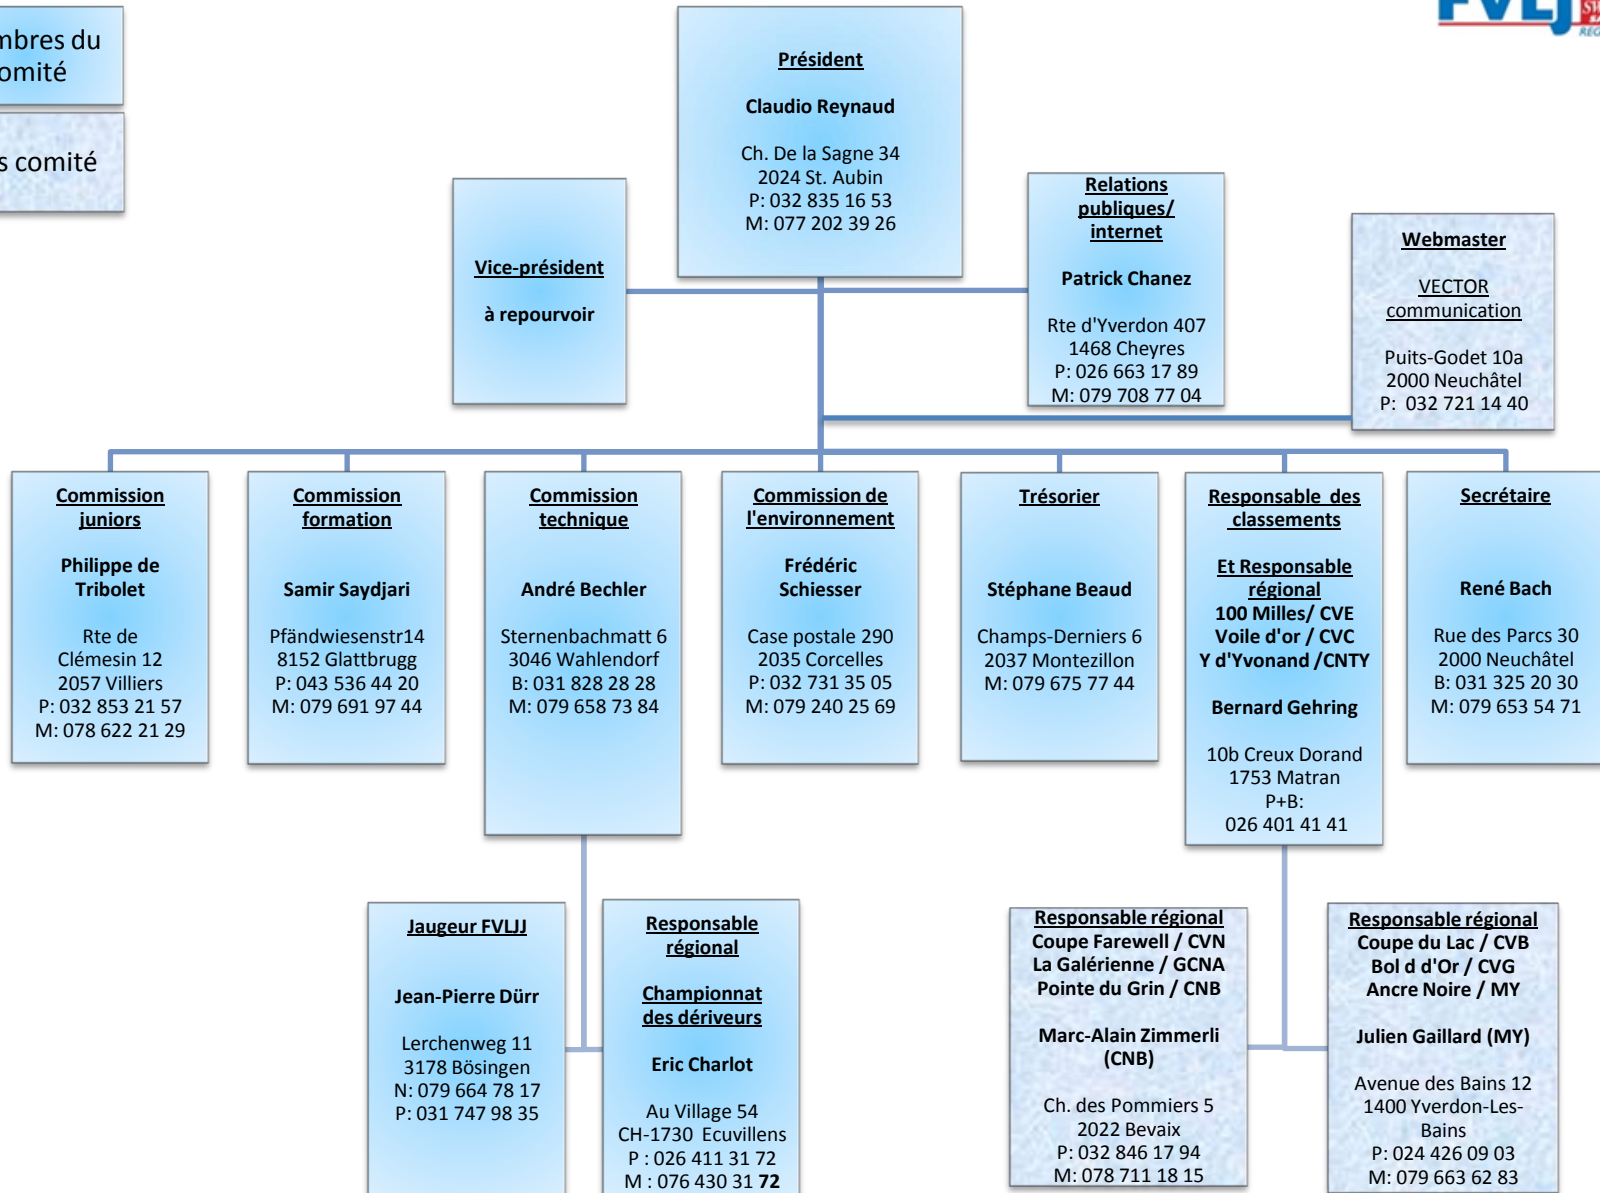 mbres du
omité
s comité
FVLJ
Président
Claudio Reynaud
Ch. De la Sagne 34
2024 St. Aubin
P: 032 835 16 53
M: 077 202 39 26
Vice-président
à repourvoir
Relations
publiques/
internet
Patrick Chanez
Rte d'Yverdon 407
1468 Cheyres
P: 026 663 17 89
M: 079 708 77 04
Webmaster
VECTOR
communication
Puits-Godet 10a
2000 Neuchâtel
P:  032 721 14 40
Commission
juniors
Philippe de
Tribolet
Rte de
Clémesin 12
2057 Villiers
P: 032 853 21 57
M: 078 622 21 29
Commission
formation
Samir Saydjari
Pfändwiesenstr14
8152 Glattbrugg
P: 043 536 44 20
M: 079 691 97 44
Commission
technique
André Bechler
Sternenbachmatt 6
3046 Wahlendorf
B: 031 828 28 28
M: 079 658 73 84
Commission de
l'environnement
Frédéric
Schiesser
Case postale 290
2035 Corcelles
P: 032 731 35 05
M: 079 240 25 69
Trésorier
Stéphane Beaud
Champs-Derniers 6
2037 Montezillon
M: 079 675 77 44
Responsable  des
classements
Et Responsable
régional
100 Milles/ CVE
Voile d'or / CVC
Y d'Yvonand /CNTY
Bernard Gehring
10b Creux Dorand
1753 Matran
P+B:
026 401 41 41
Secrétaire
René Bach
Rue des Parcs 30
2000 Neuchâtel
B: 031 325 20 30
M: 079 653 54 71
Jaugeur FVLJJ
Jean-Pierre Dürr
Lerchenweg 11
3178 Bösingen
N: 079 664 78 17
P: 031 747 98 35
Responsable
régional
Championnat
des dériveurs
Eric Charlot
Au Village 54
CH-1730  Ecuvillens
P : 026 411 31 72
M : 076 430 31 72
Responsable régional
Coupe Farewell / CVN
La Galérienne / GCNA
Pointe du Grin / CNB
Marc-Alain Zimmerli
(CNB)
Ch. des Pommiers 5
2022 Bevaix
P: 032 846 17 94
M: 078 711 18 15
Responsable régional
Coupe du Lac / CVB
Bol d d'Or / CVG
Ancre Noire / MY
Julien Gaillard (MY)
Avenue des Bains 12
1400 Yverdon-Les-
Bains
P: 024 426 09 03
M: 079 663 62 83